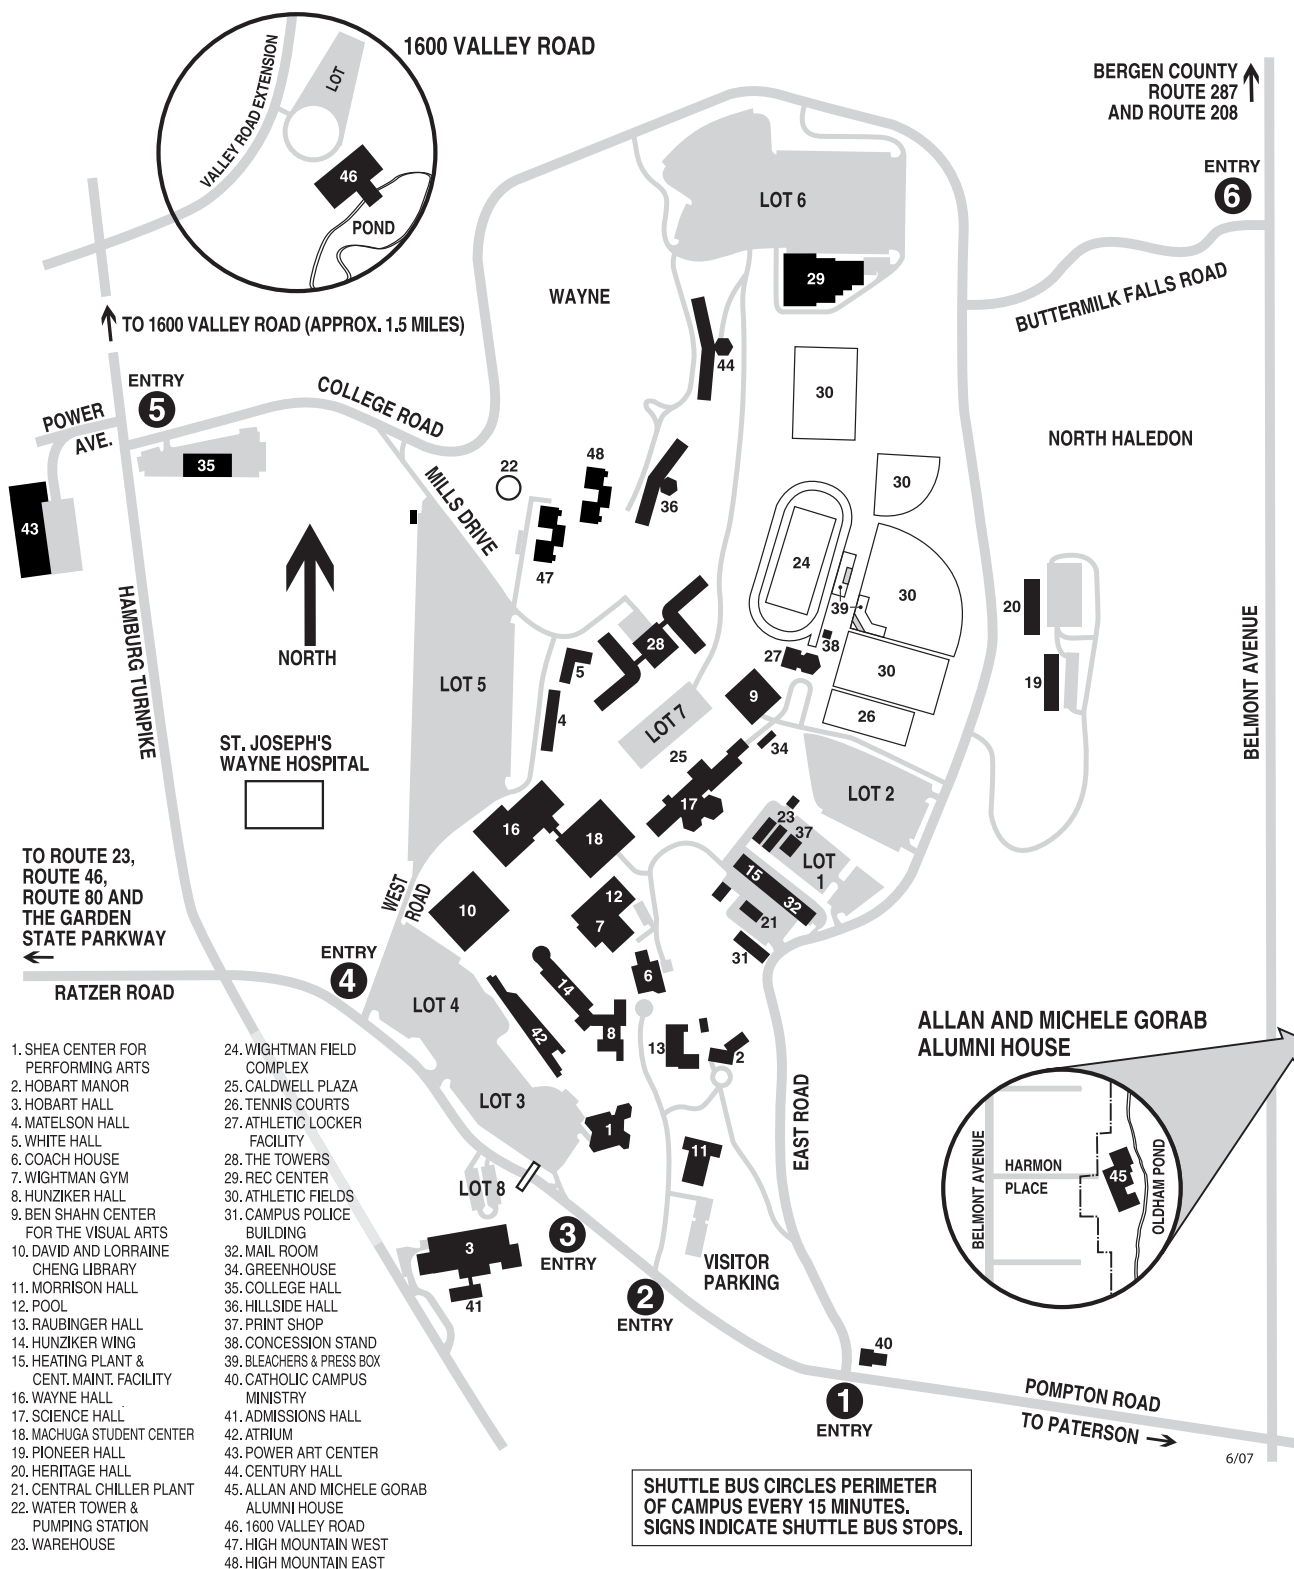 1600 VALLEY ROAD
VALLEY ROAD EXTENSION
LOT
46
POND
BERGEN COUNTY
ROUTE 287
AND ROUTE 208
ENTRY
6
LOT 6
29
WAYNE
BUTTERMILK FALLS ROAD
TO 1600 VALLEY ROAD (APPROX. 1.5 MILES)
44
ENTRY
5
COLLEGE ROAD
POWER
AVE.
30
NORTH HALEDON
35
MILLS DRIVE
22
48
36
30
43
47
24
30
39
20
HAMBURG TURNPIKE
NORTH
28
38
27
5
30
19
BELMONT AVENUE
LOT 5
9
4
LOT 7
26
ST. JOSEPH'S
WAYNE HOSPITAL
25
34
LOT 2
17
16
18
23
37
LOT
1
15
32
TO ROUTE 23,
ROUTE 46,
ROUTE 80 AND
THE GARDEN
STATE PARKWAY
WEST
ROAD
10
12
7
21
31
ENTRY
4
RATZER ROAD
LOT 4
14
6
42
8
13
2
ALLAN AND MICHELE GORAB
ALUMNI HOUSE
LOT 3
1
11
EAST ROAD
BELMONT AVENUE
HARMON
PLACE
45
OLDHAM POND
LOT 8
3
3
ENTRY
41
VISITOR
PARKING
2
ENTRY
40
1
ENTRY
POMPTON ROAD
TO PATERSON
6/07
SHUTTLE BUS CIRCLES PERIMETER
OF CAMPUS EVERY 15 MINUTES.
SIGNS INDICATE SHUTTLE BUS STOPS.
1. SHEA CENTER FOR
PERFORMING ARTS
2. HOBART MANOR
3. HOBART HALL
4. MATELSON HALL
5. WHITE HALL
6. COACH HOUSE
7. WIGHTMAN GYM
8. HUNZIKER HALL
9. BEN SHAHN CENTER
FOR THE VISUAL ARTS
10. DAVID AND LORRAINE
CHENG LIBRARY
11. MORRISON HALL
12. POOL
13. RAUBINGER HALL
14. HUNZIKER WING
15. HEATING PLANT &
CENT. MAINT. FACILITY
16. WAYNE HALL
17. SCIENCE HALL
18. MACHUGA STUDENT CENTER
19. PIONEER HALL
20. HERITAGE HALL
21. CENTRAL CHILLER PLANT
22. WATER TOWER &
PUMPING STATION
23. WAREHOUSE
24. WIGHTMAN FIELD
COMPLEX
25. CALDWELL PLAZA
26. TENNIS COURTS
27. ATHLETIC LOCKER
FACILITY
28. THE TOWERS
29. REC CENTER
30. ATHLETIC FIELDS
31. CAMPUS POLICE
BUILDING
32. MAIL ROOM
34. GREENHOUSE
35. COLLEGE HALL
36. HILLSIDE HALL
37. PRINT SHOP
38. CONCESSION STAND
39. BLEACHERS & PRESS BOX
40. CATHOLIC CAMPUS
MINISTRY
41. ADMISSIONS HALL
42. ATRIUM
43. POWER ART CENTER
44. CENTURY HALL
45. ALLAN AND MICHELE GORAB
ALUMNI HOUSE
46. 1600 VALLEY ROAD
47. HIGH MOUNTAIN WEST
48. HIGH MOUNTAIN EAST